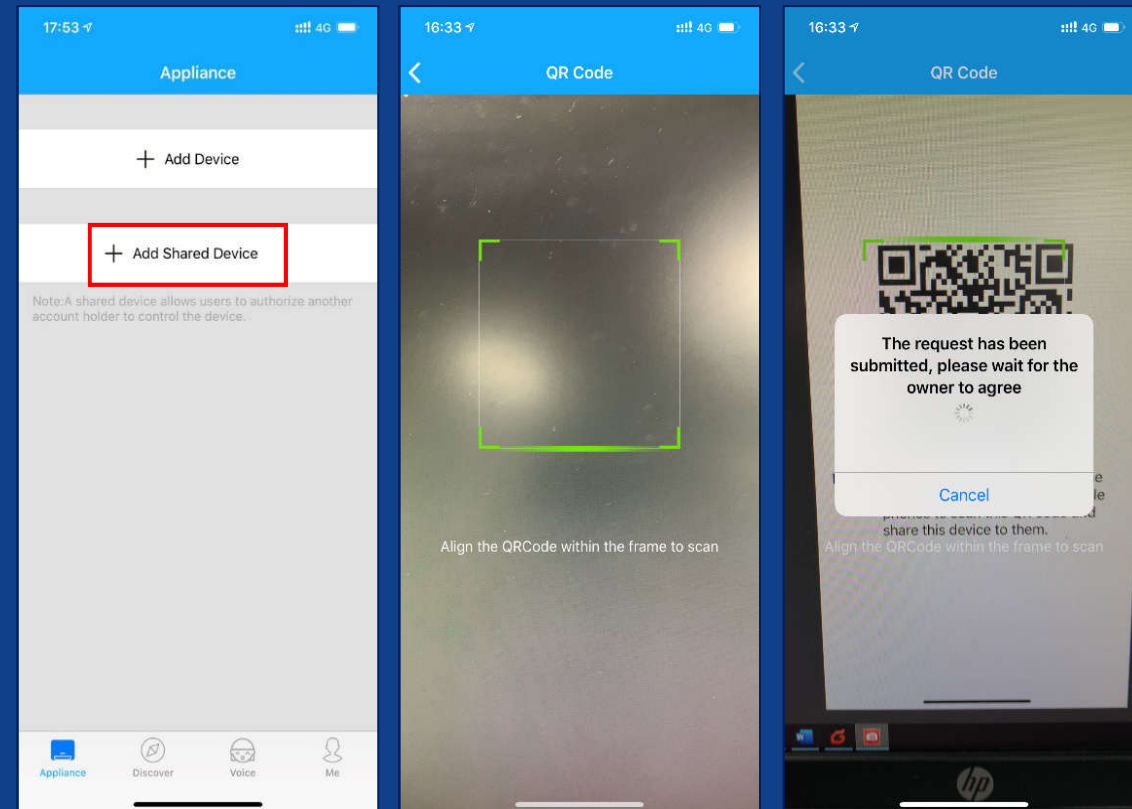 17:53
4G
Appliance
+ Add Device
+ Add Shared Device
Note:A shared device allows users to authorize another
account holder to control the device.
Appliance
Discover
Voice
Me
16:33
4G
QR Code
Align the QRCode within the frame to scan
16:33
4G
QR Code
The request has been
submitted, please wait for the
owner to agree
Cancel
share this device to them.
Align the QRCode within the frame to scan
hp